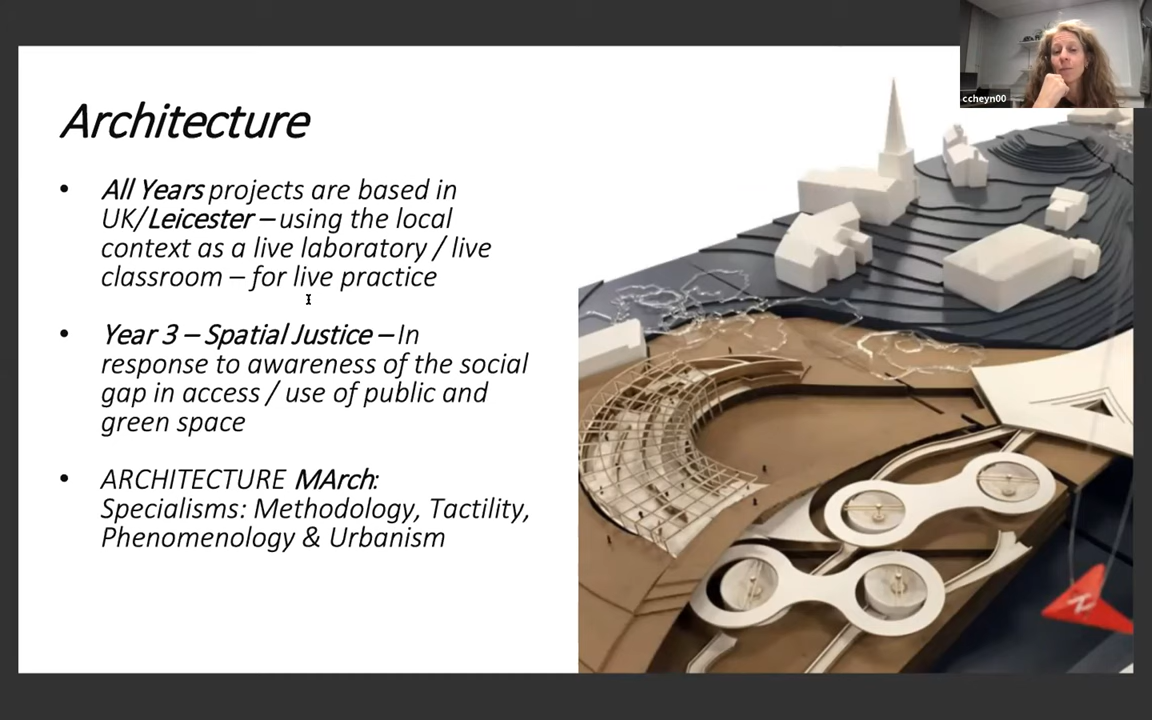 ccheyn00
Architecture
• All Years projects are based in
UK/Leicester – using the local
context as a live laboratory / live
classroom – for live practice
• Year 3 – Spatial Justice – In
response to awareness of the social
gap in access / use of public and
green space
• ARCHITECTURE MArch:
Specialisms: Methodology, Tactility,
Phenomenology & Urbanism
N